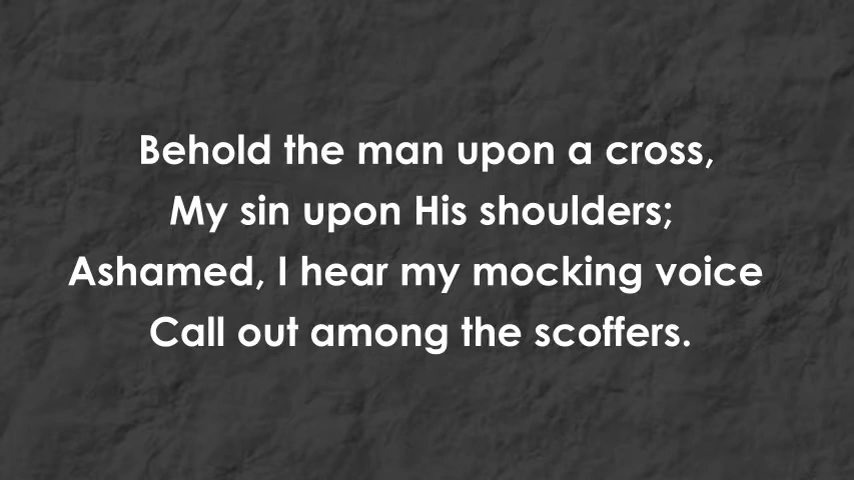 Behold the man upon a cross,
My sin upon His shoulders;
Ashamed, I hear my mocking voice
Call out among the scoffers.